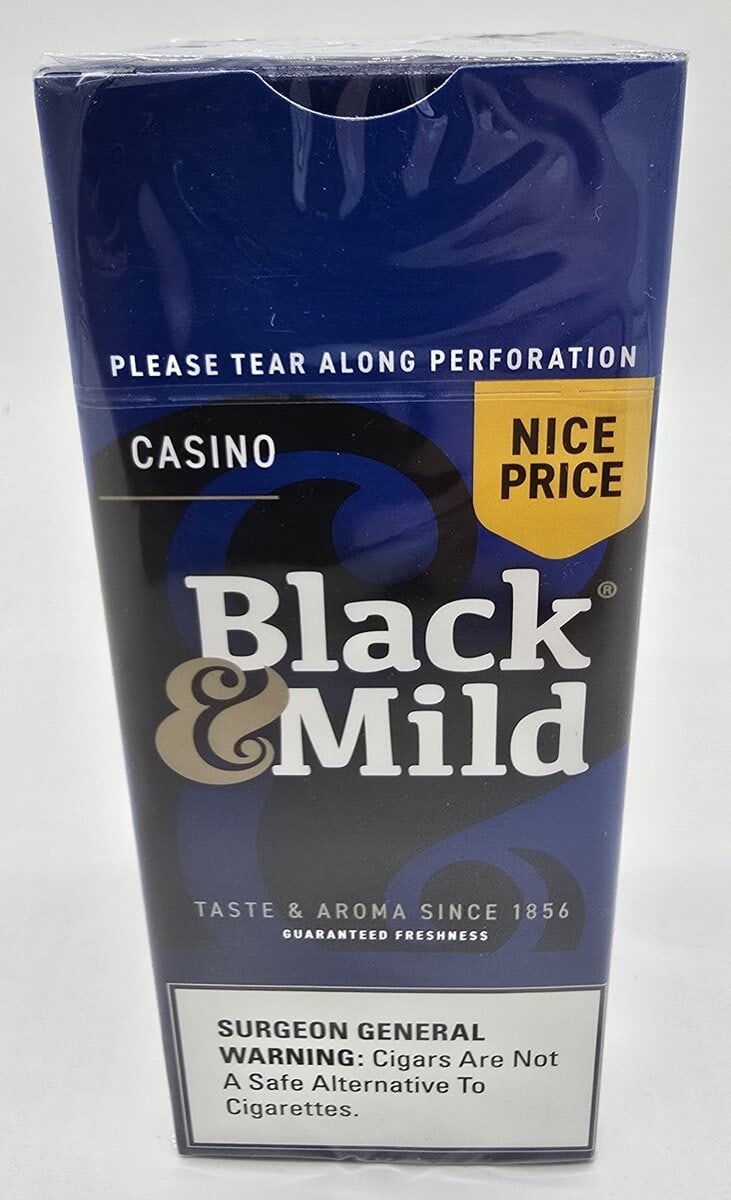 PLEASE TEAR ALONG PERFORATION
CASINO
NICE
PRICE
Black®
&Mild
TASTE & AROMA SINCE 1856
GUARANTEED FRESHNESS
SURGEON GENERAL
WARNING: Cigars Are Not
A Safe Alternative To
Cigarettes.